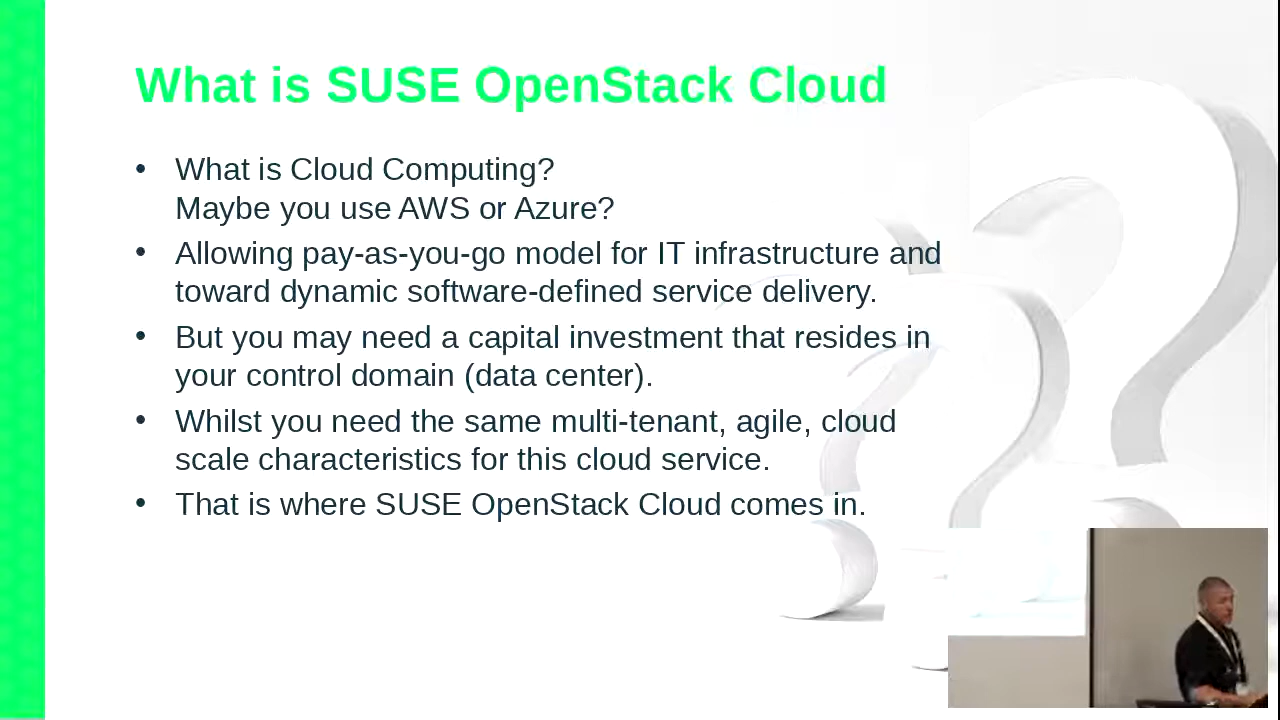 What is SUSE OpenStack Cloud
• What is Cloud Computing?
Maybe you use AWS or Azure?
• Allowing pay-as-you-go model for IT infrastructure and
toward dynamic software-defined service delivery.
• But you may need a capital investment that resides in
your control domain (data center).
• Whilst you need the same multi-tenant, agile, cloud
scale characteristics for this cloud service.
• That is where SUSE OpenStack Cloud comes in.